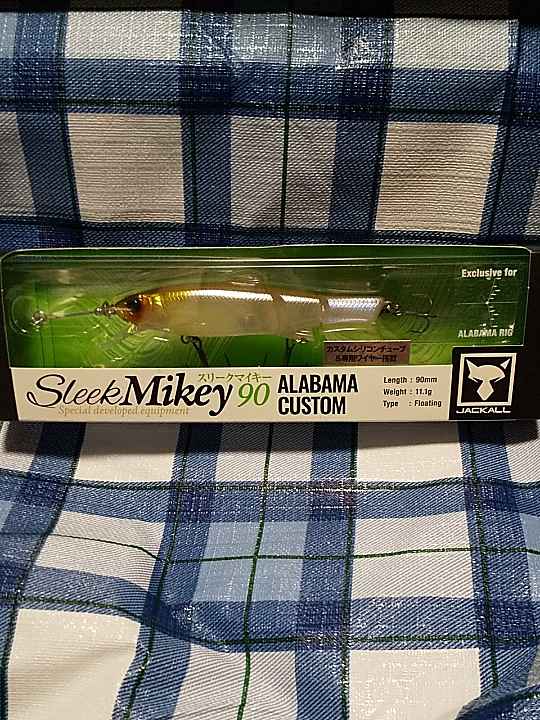 Exclusive for
ALABAMA RIG
カスタムシリコンチューブ
&専用ワイヤー搭載
スリークマイキー
SleekMikey 90
Special developed equipment
ALABAMA
CUSTOM
Length : 90mm
Weight : 11.1g
Type : Floating
JACKALL